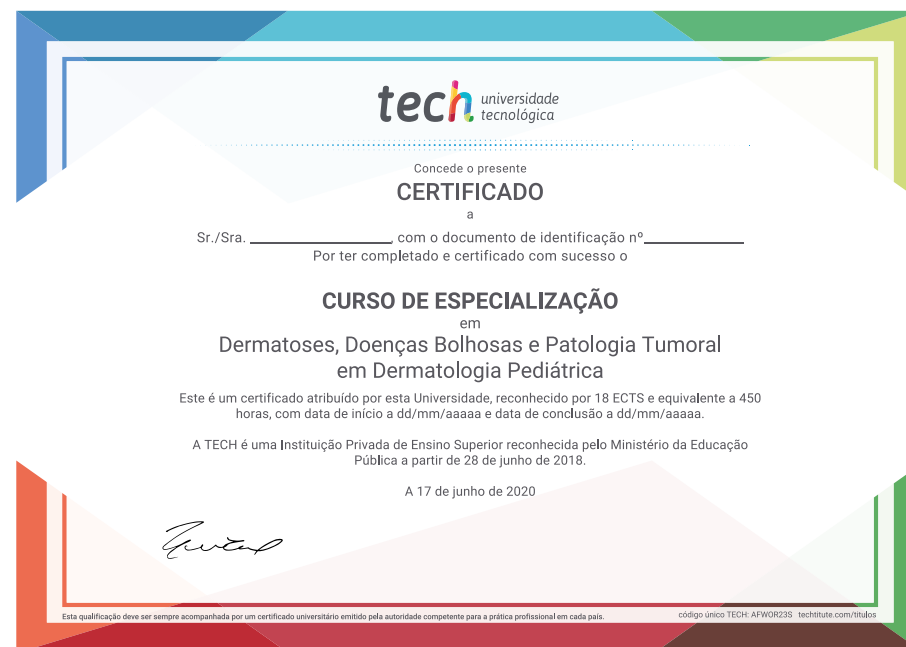 tech universidade
tecnológica
Concede o presente
CERTIFICADO
a
Sr./Sra. ________________, com o documento de identificação nº____________
Por ter completado e certificado com sucesso o
CURSO DE ESPECIALIZAÇÃO
em
Dermatoses, Doenças Bolhosas e Patologia Tumoral
em Dermatologia Pediátrica
Este é um certificado atribuído por esta Universidade, reconhecido por 18 ECTS e equivalente a 450
horas, com data de início a dd/mm/aaaaa e data de conclusão a dd/mm/aaaaa.
A TECH é uma Instituição Privada de Ensino Superior reconhecida pelo Ministério da Educação
Pública a partir de 28 de junho de 2018.
A 17 de junho de 2020
Esta qualificação deve ser sempre acompanhada por um certificado universitário emitido pela autoridade competente para a prática profissional em cada país.
código único TECH: AFWOR23S techtitute.com/titulos